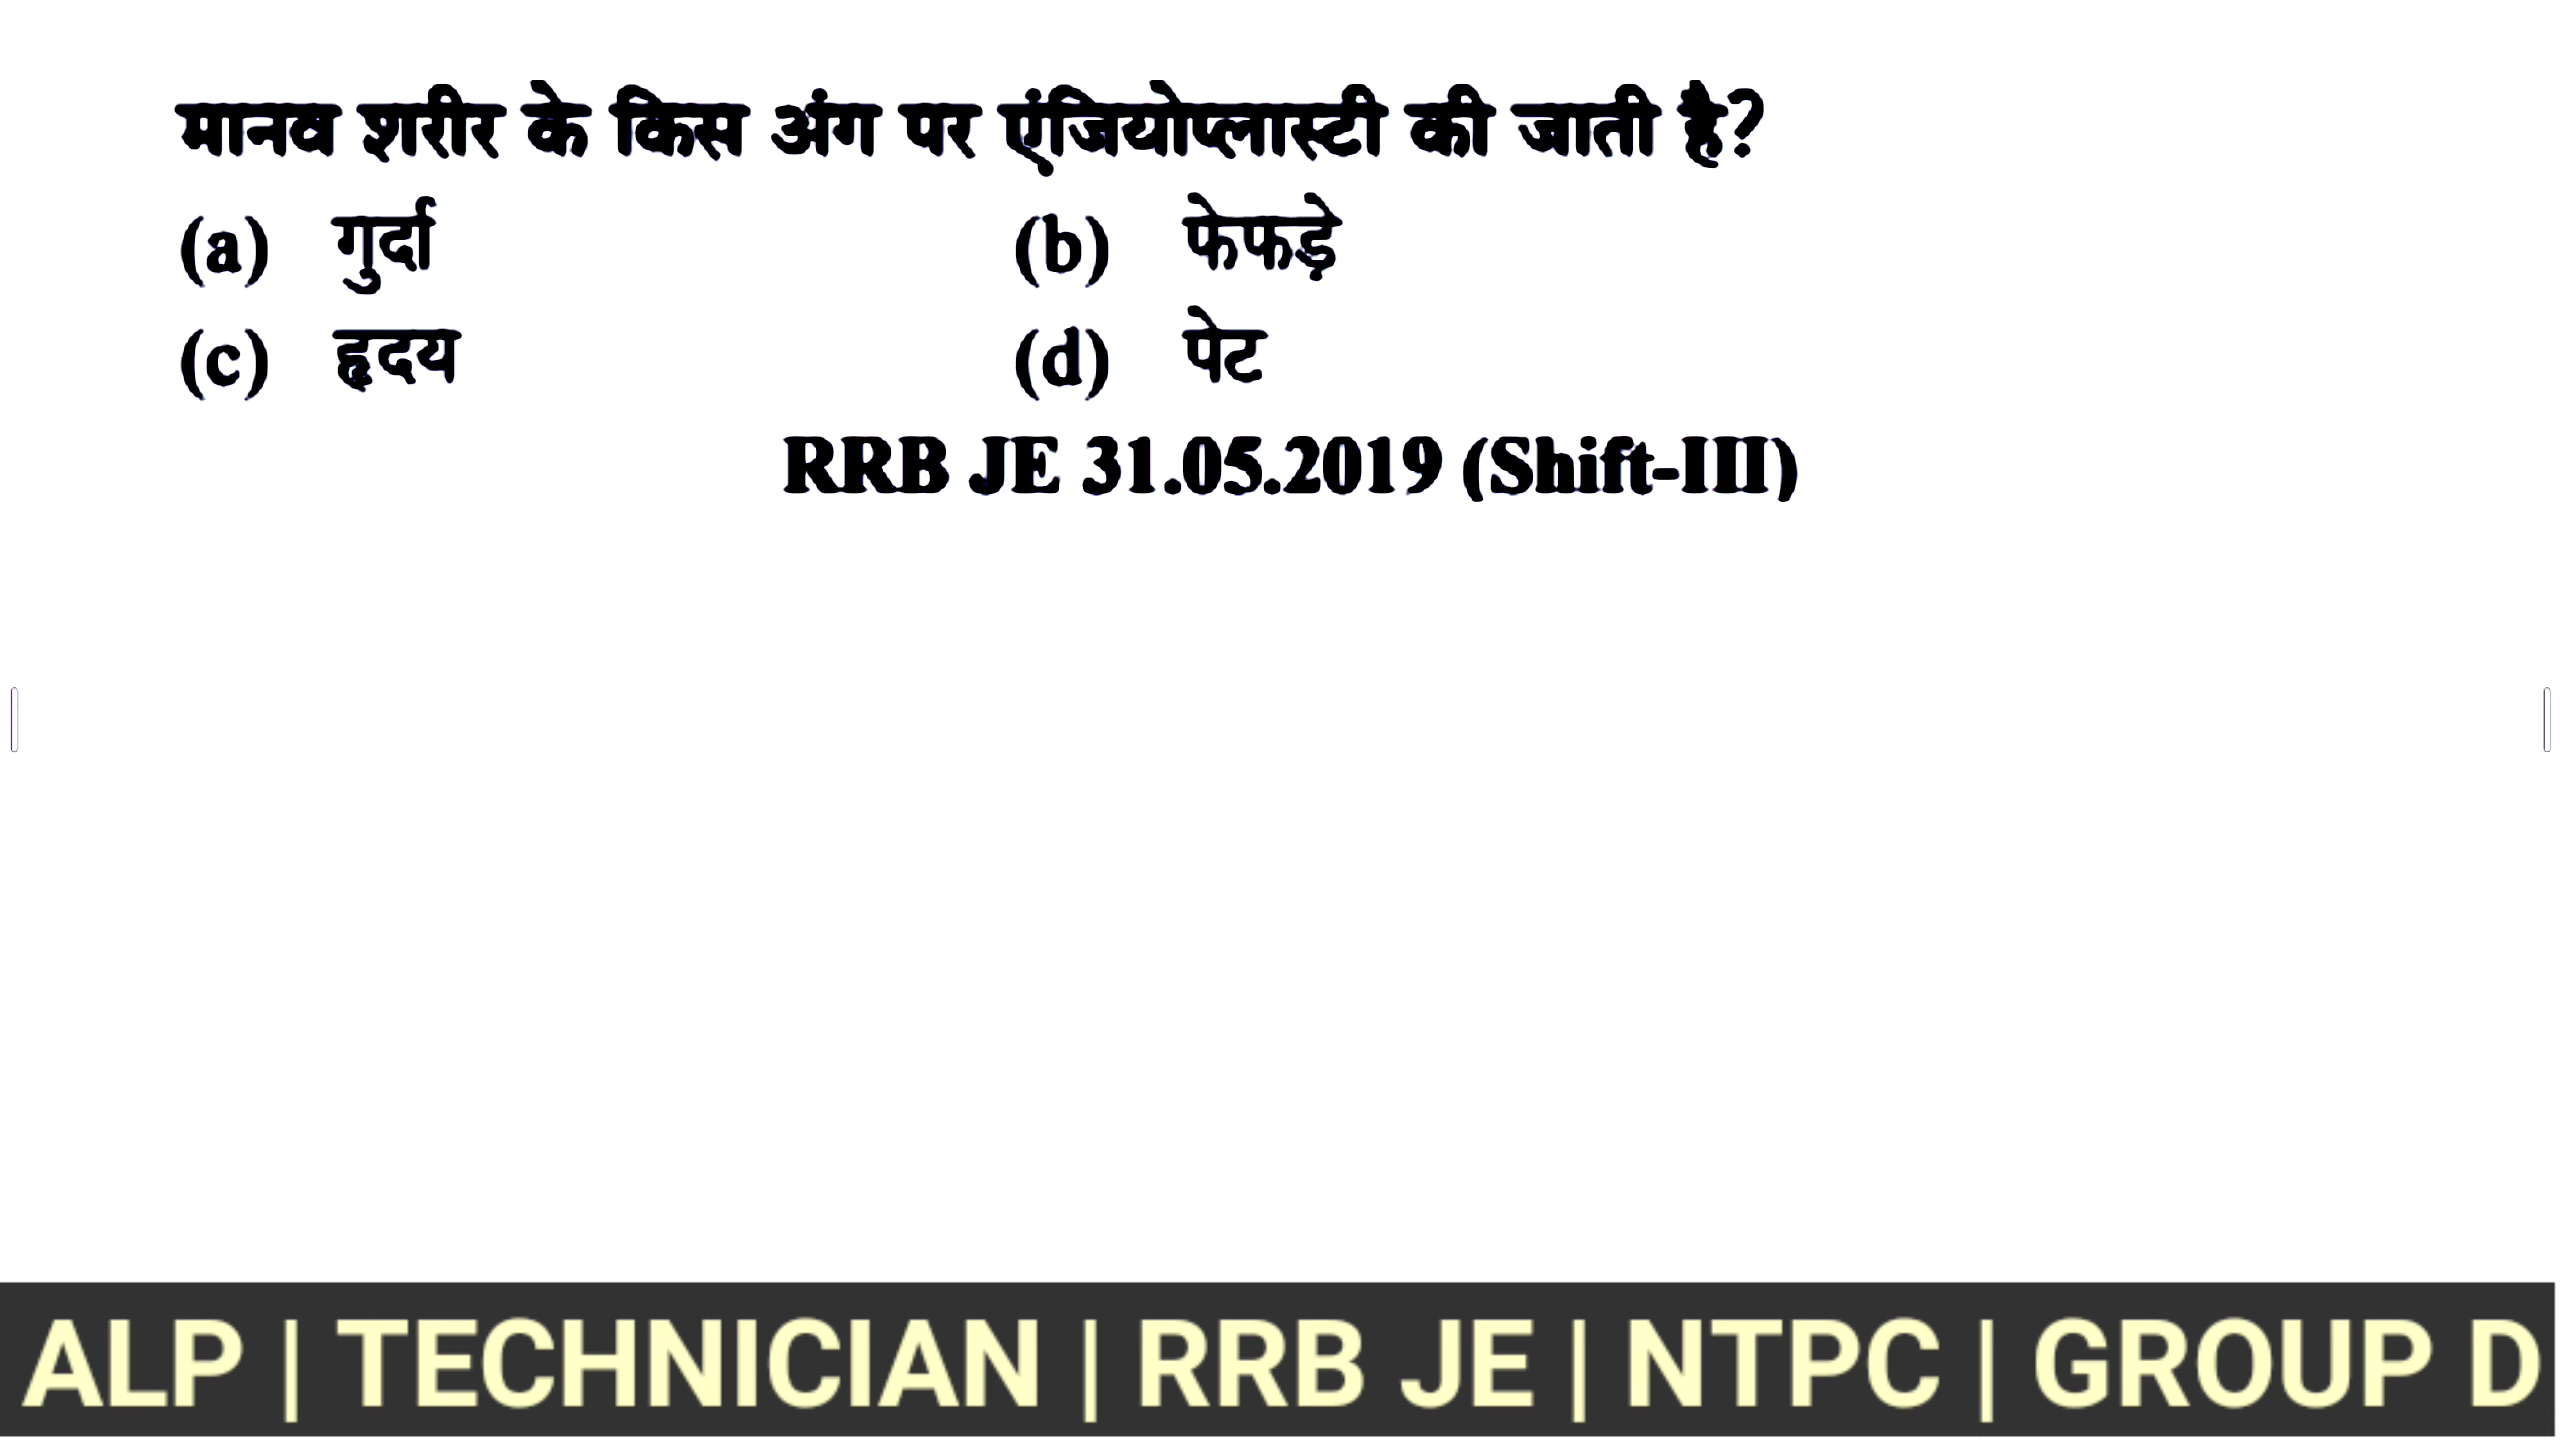 मानव शरीर के किस अंग पर एंजियोप्लास्टी की जाती है?
(a) गुर्दा (b) फेफड़े
(c) हृदय (d) पेट
RRB JE 31.05.2019 (Shift-III)
ALP | TECHNICIAN | RRB JE | NTPC | GROUP D